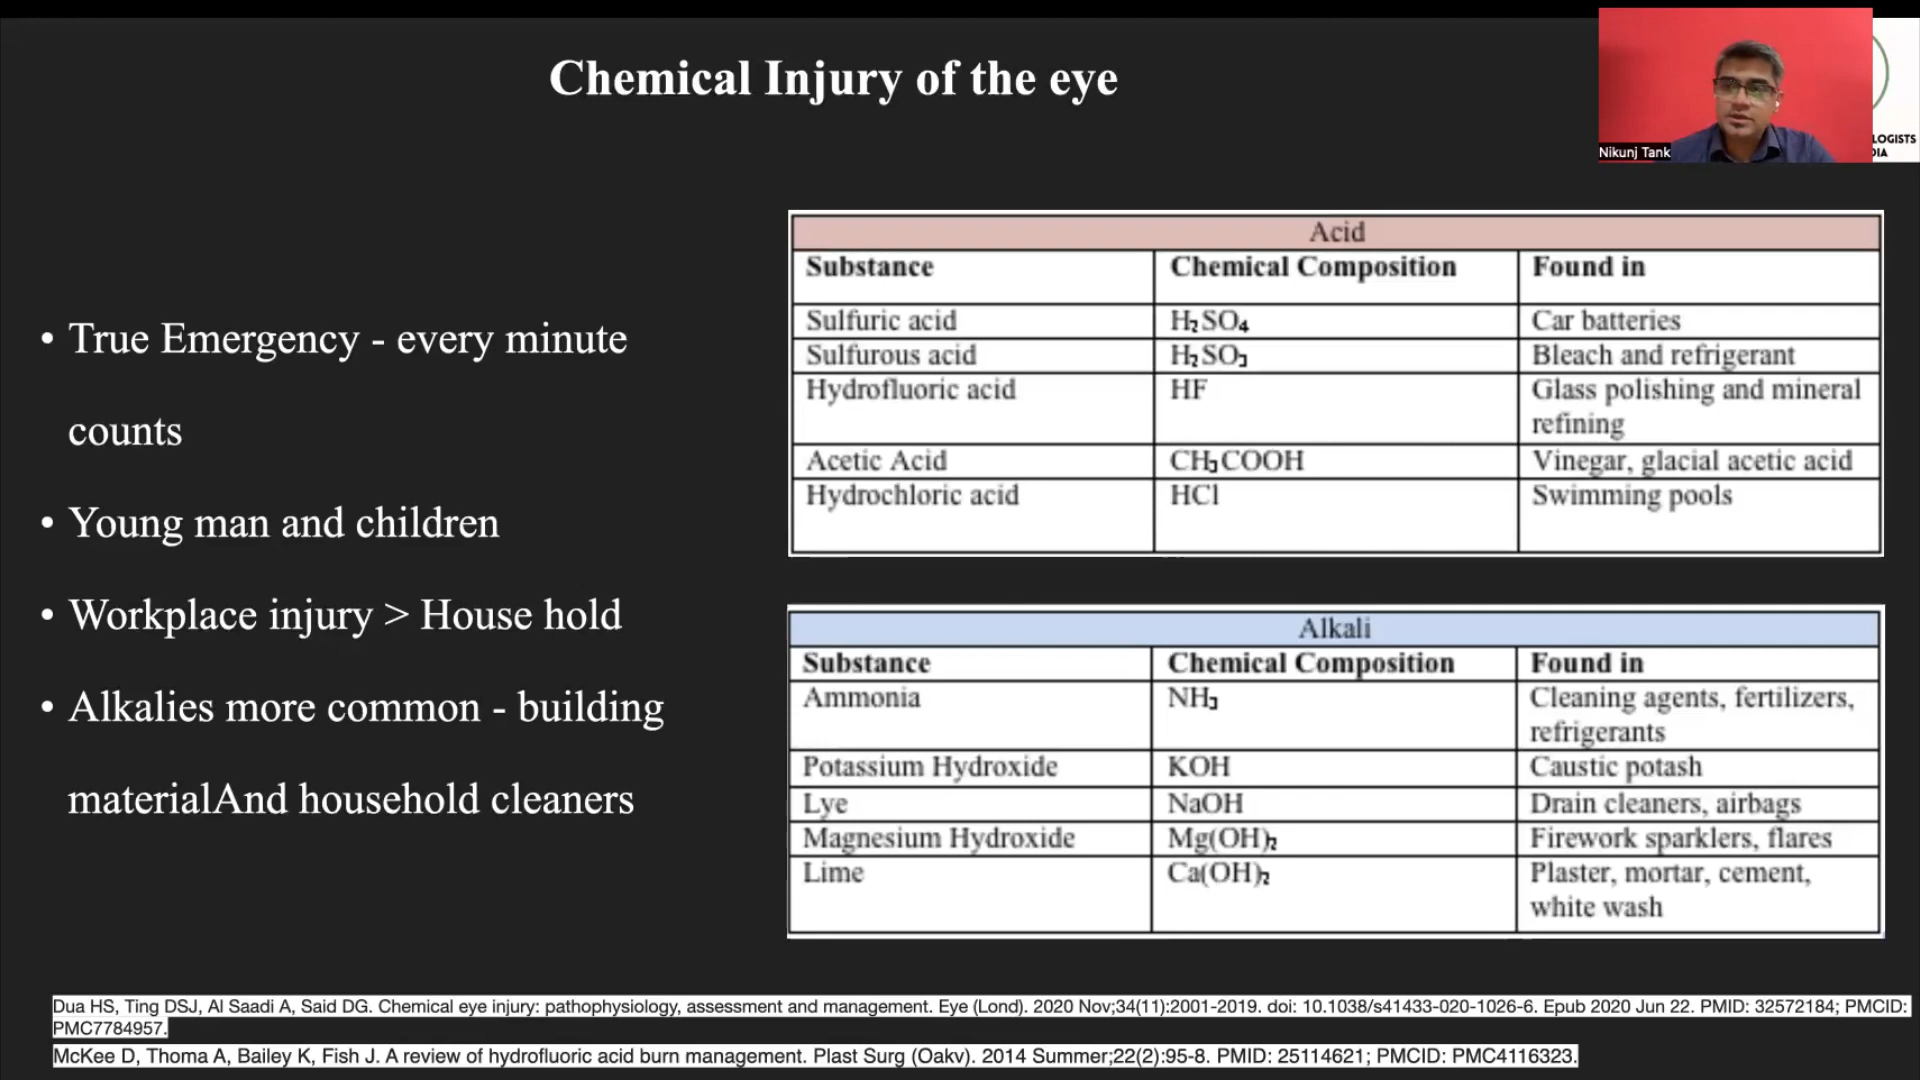 Chemical Injury of the eye
Nikunj Tank
LOGISTS
DIA
• True Emergency - every minute
counts
• Young man and children
• Workplace injury > House hold
• Alkalies more common - building
materialAnd household cleaners
Acid
Substance Chemical Composition Found in
Sulfuric acid H₂SO₄ Car batteries
Sulfurous acid H₂SO₃ Bleach and refrigerant
Hydrofluoric acid HF Glass polishing and mineral
refining
Acetic Acid CH₃COOH Vinegar, glacial acetic acid
Hydrochloric acid HCl Swimming pools
Alkali
Substance Chemical Composition Found in
Ammonia NH₃ Cleaning agents, fertilizers,
refrigerants
Potassium Hydroxide KOH Caustic potash
Lye NaOH Drain cleaners, airbags
Magnesium Hydroxide Mg(OH)₂ Firework sparklers, flares
Lime Ca(OH)₂ Plaster, mortar, cement,
white wash
Dua HS, Ting DSJ, Al Saadi A, Said DG. Chemical eye injury: pathophysiology, assessment and management. Eye (Lond). 2020 Nov;34(11):2001-2019. doi: 10.1038/s41433-020-1026-6. Epub 2020 Jun 22. PMID: 32572184; PMCID:
PMC7784957.
McKee D, Thoma A, Bailey K, Fish J. A review of hydrofluoric acid burn management. Plast Surg (Oakv). 2014 Summer;22(2):95-8. PMID: 25114621; PMCID: PMC4116323.